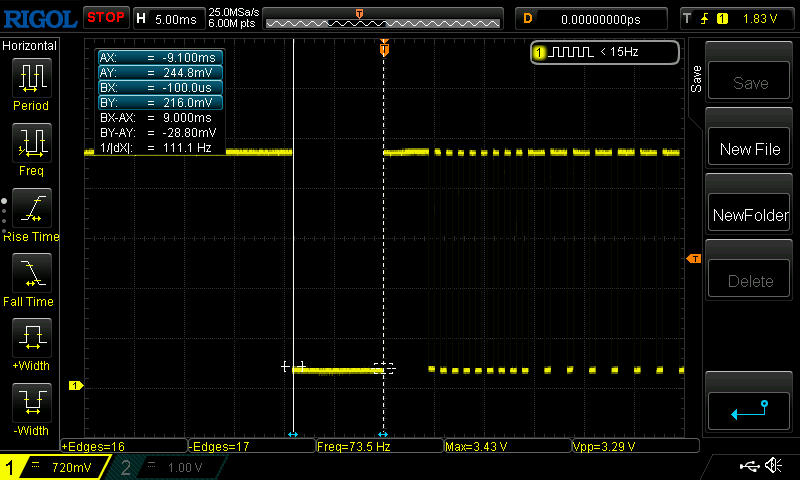 RIGOL STOP H 5.00ms 25.0MSa/s 6.00M pts T D 0.00000000ps T 1 1.83 V
Horizontal
Period
Freq
Rise Time
Fall Time
+Width
-Width
AX: = -9.100ms
AY: = 244.8mV
BX: = -100.0us
BY: = 216.0mV
BX-AX: = 9.000ms
BY-AY: = -28.80mV
1/|dX|: = 111.1 Hz
T
1 < 15Hz
T
1
Save
Save
New File
NewFolder
Delete
+Edges=16 -Edges=17 Freq=73.5 Hz Max=3.43 V Vpp=3.29 V
1 = 720mV 2 = 1.00 V